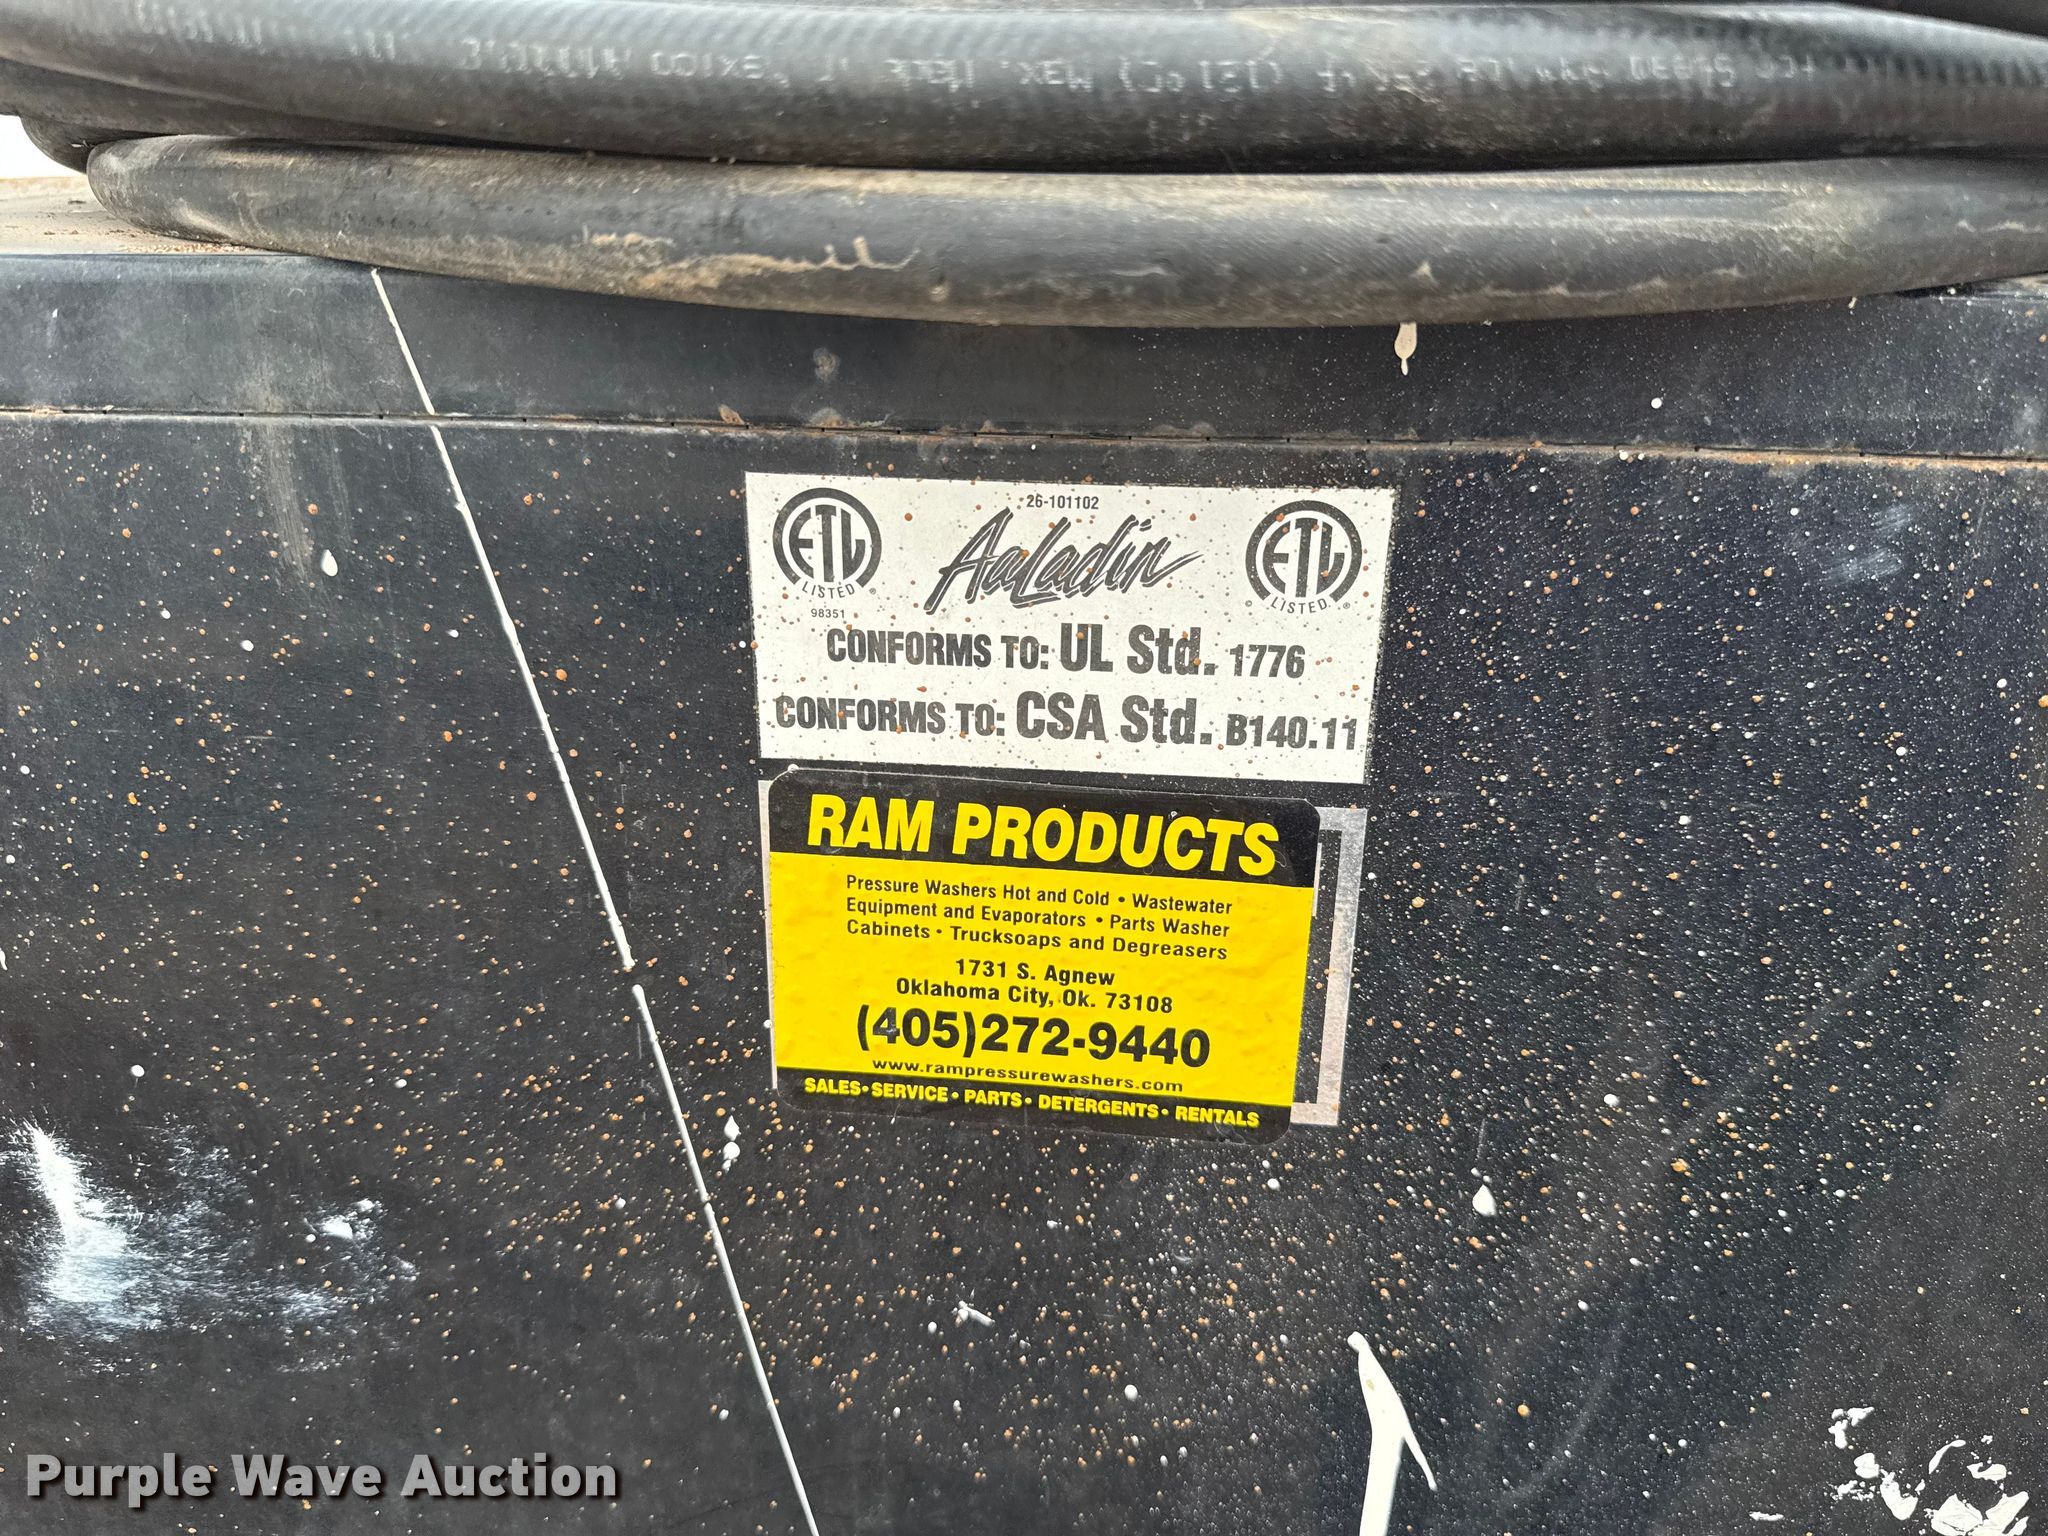 26-101102
ETL
LISTED
98351
AaLadin
ETL
LISTED
CONFORMS TO: UL Std. 1776
CONFORMS TO: CSA Std. B140.11
RAM PRODUCTS
Pressure Washers Hot and Cold • Wastewater
Equipment and Evaporators • Parts Washer
Cabinets • Trucksoaps and Degreasers
1731 S. Agnew
Oklahoma City, Ok. 73108
(405)272-9440
www.rampressurewashers.com
SALES • SERVICE • PARTS • DETERGENTS • RENTALS
Purple Wave Auction